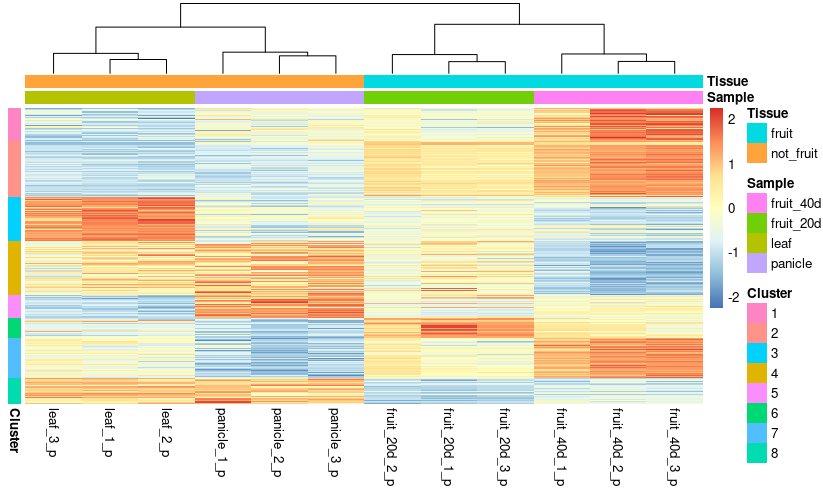 Tissue
Sample
2
1
0
-1
-2
Tissue
fruit
not_fruit
Sample
fruit_40d
fruit_20d
leaf
panicle
Cluster
1
2
3
4
5
6
7
8
Cluster
leaf_3_p
leaf_1_p
leaf_2_p
panicle_1_p
panicle_2_p
panicle_3_p
fruit_20d_2_p
fruit_20d_1_p
fruit_20d_3_p
fruit_40d_1_p
fruit_40d_2_p
fruit_40d_3_p